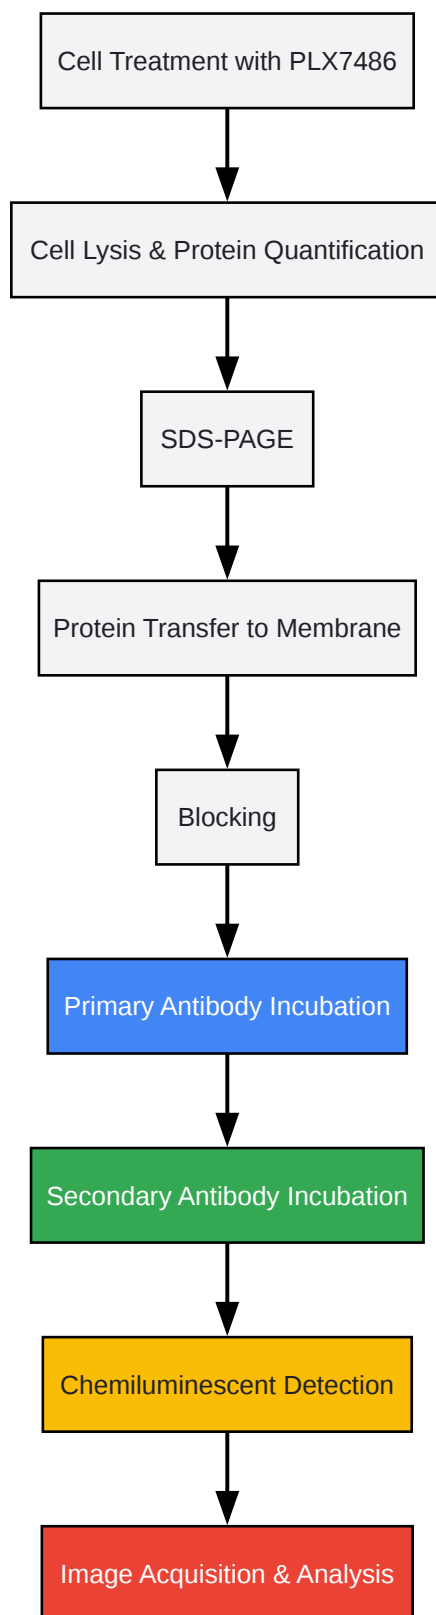 Cell Treatment with PLX7486
Cell Lysis & Protein Quantification
SDS-PAGE
Protein Transfer to Membrane
Blocking
Primary Antibody Incubation
Secondary Antibody Incubation
Chemiluminescent Detection
Image Acquisition & Analysis